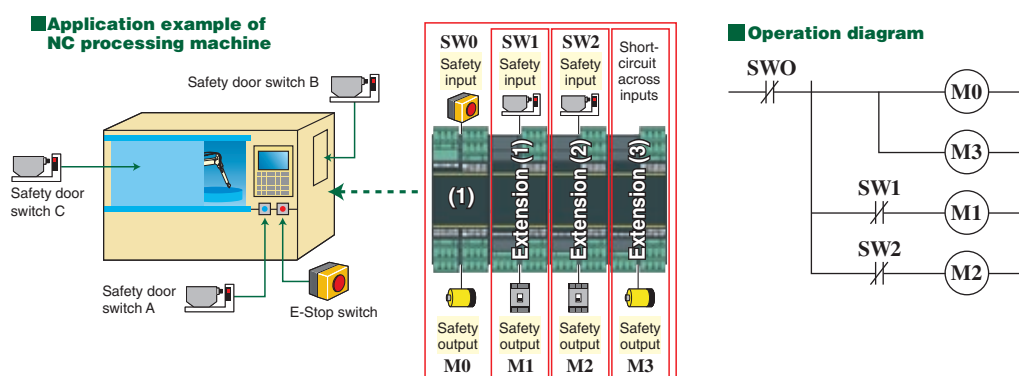 Application example of
NC processing machine
Safety door switch B
Safety door
switch C
Safety door
switch A
E-Stop switch
SW0
Safety
input
SW1
Safety
input
SW2
Safety
input
Short-
circuit
across
inputs
(1)
Extension (1)
Extension (2)
Extension (3)
Safety
output
M0
Safety
output
M1
Safety
output
M2
Safety
output
M3
Operation diagram
SWO
M0
M3
SW1
M1
SW2
M2